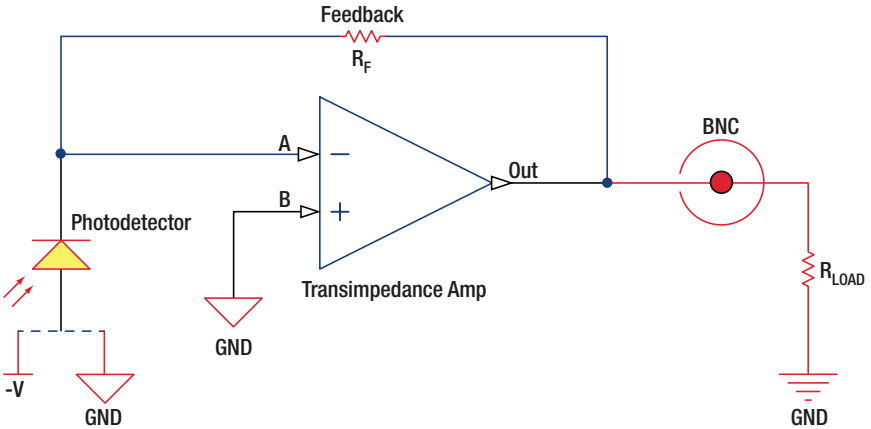 Feedback
R_F
BNC
A
−
Out
B
+
Photodetector
Transimpedance Amp
R_LOAD
GND
-V
GND
GND